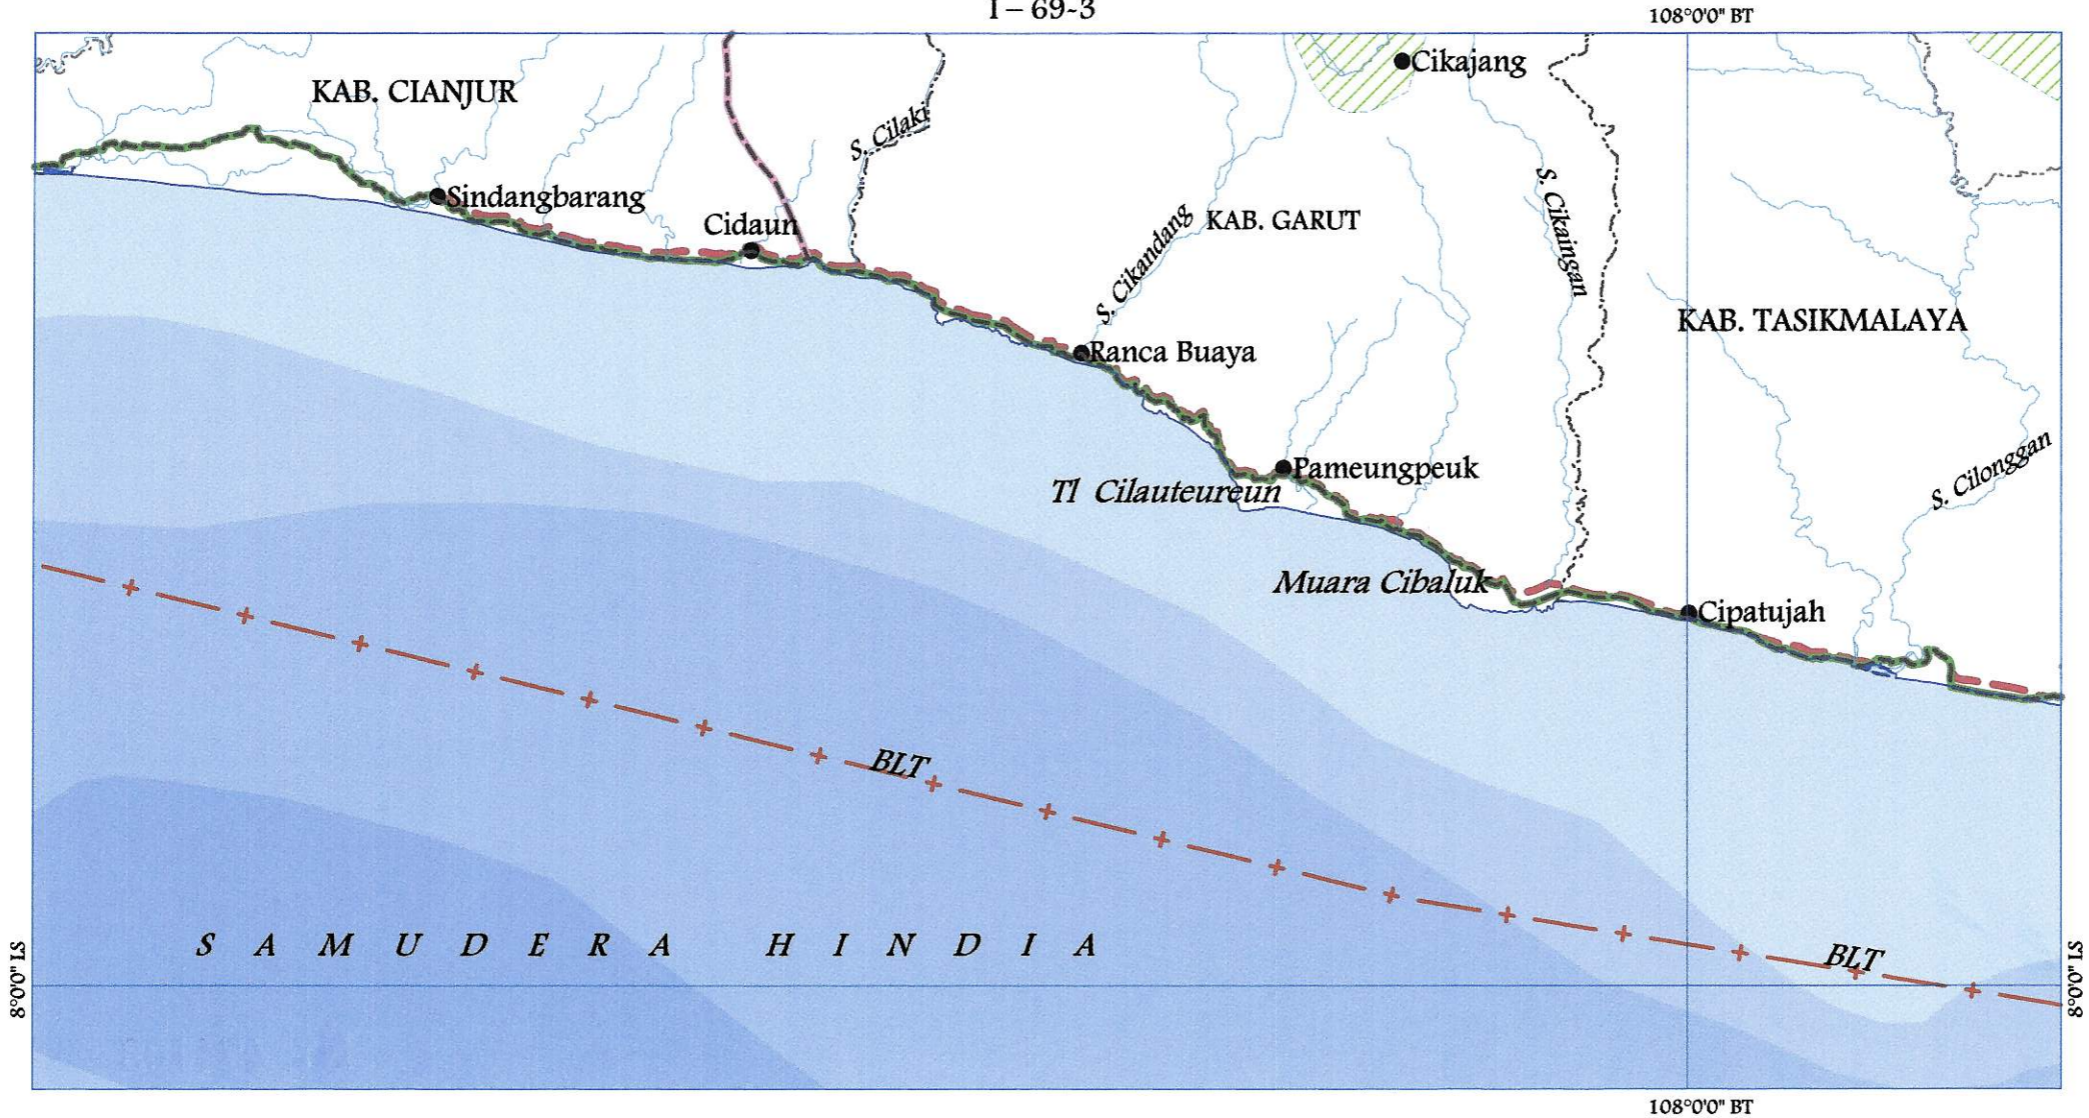 I – 69-3
108°0'0" BT
Cikajang
KAB. CIANJUR
S. Cilaki
Sindangbarang
Cidaun
S. Cikandang
KAB. GARUT
S. Cikaingan
KAB. TASIKMALAYA
Ranca Buaya
Pameungpeuk
Tl Cilauteureun
S. Cilonggan
Muara Cibaluk
Cipatujah
BLT
BLT
SAMUDERA HINDIA
8°0'0" LS
8°0'0" LS
108°0'0" BT